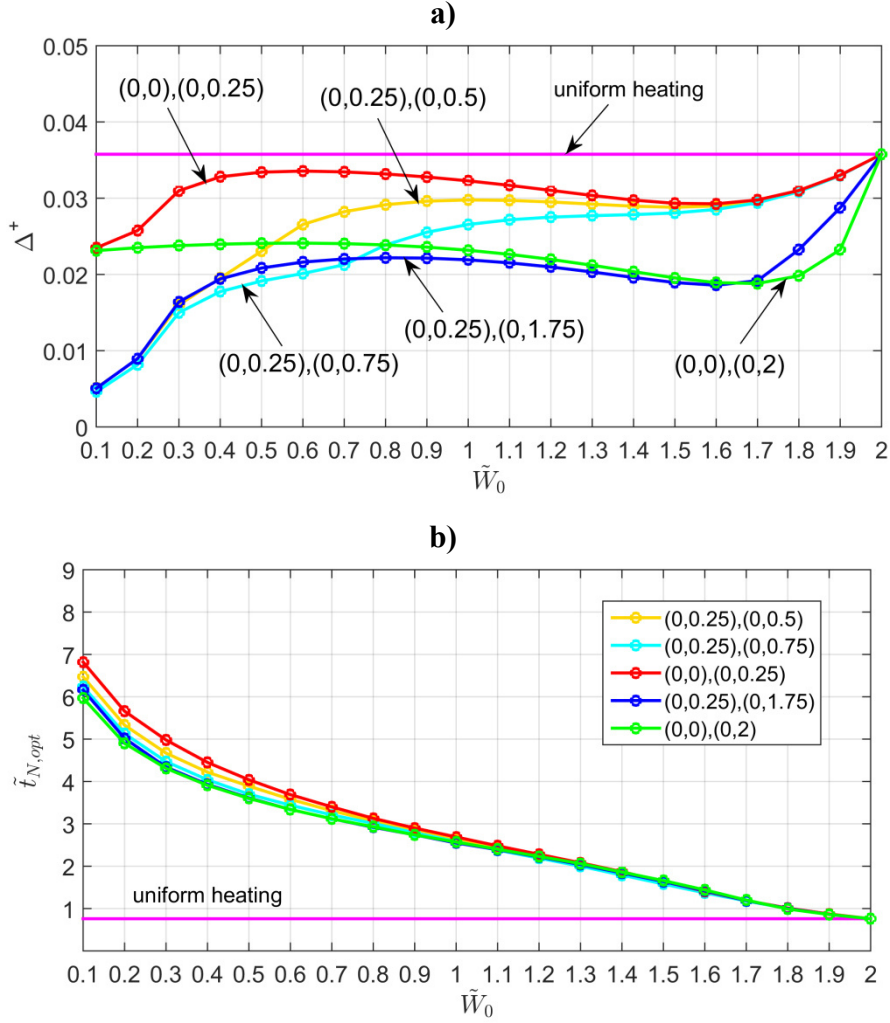 a)
0.05
0.04
0.03
0.02
0.01
0
Δ⁺
(0,0),(0,0.25)
(0,0.25),(0,0.5)
uniform heating
(0,0.25),(0,0.75)
(0,0.25),(0,1.75)
(0,0),(0,2)
0.1 0.2 0.3 0.4 0.5 0.6 0.7 0.8 0.9 1 1.1 1.2 1.3 1.4 1.5 1.6 1.7 1.8 1.9 2
W̃₀
b)
9
8
7
6
5
4
3
2
1
t̃N,opt
(0,0.25),(0,0.5)
(0,0.25),(0,0.75)
(0,0),(0,0.25)
(0,0.25),(0,1.75)
(0,0),(0,2)
uniform heating
0.1 0.2 0.3 0.4 0.5 0.6 0.7 0.8 0.9 1 1.1 1.2 1.3 1.4 1.5 1.6 1.7 1.8 1.9 2
W̃₀